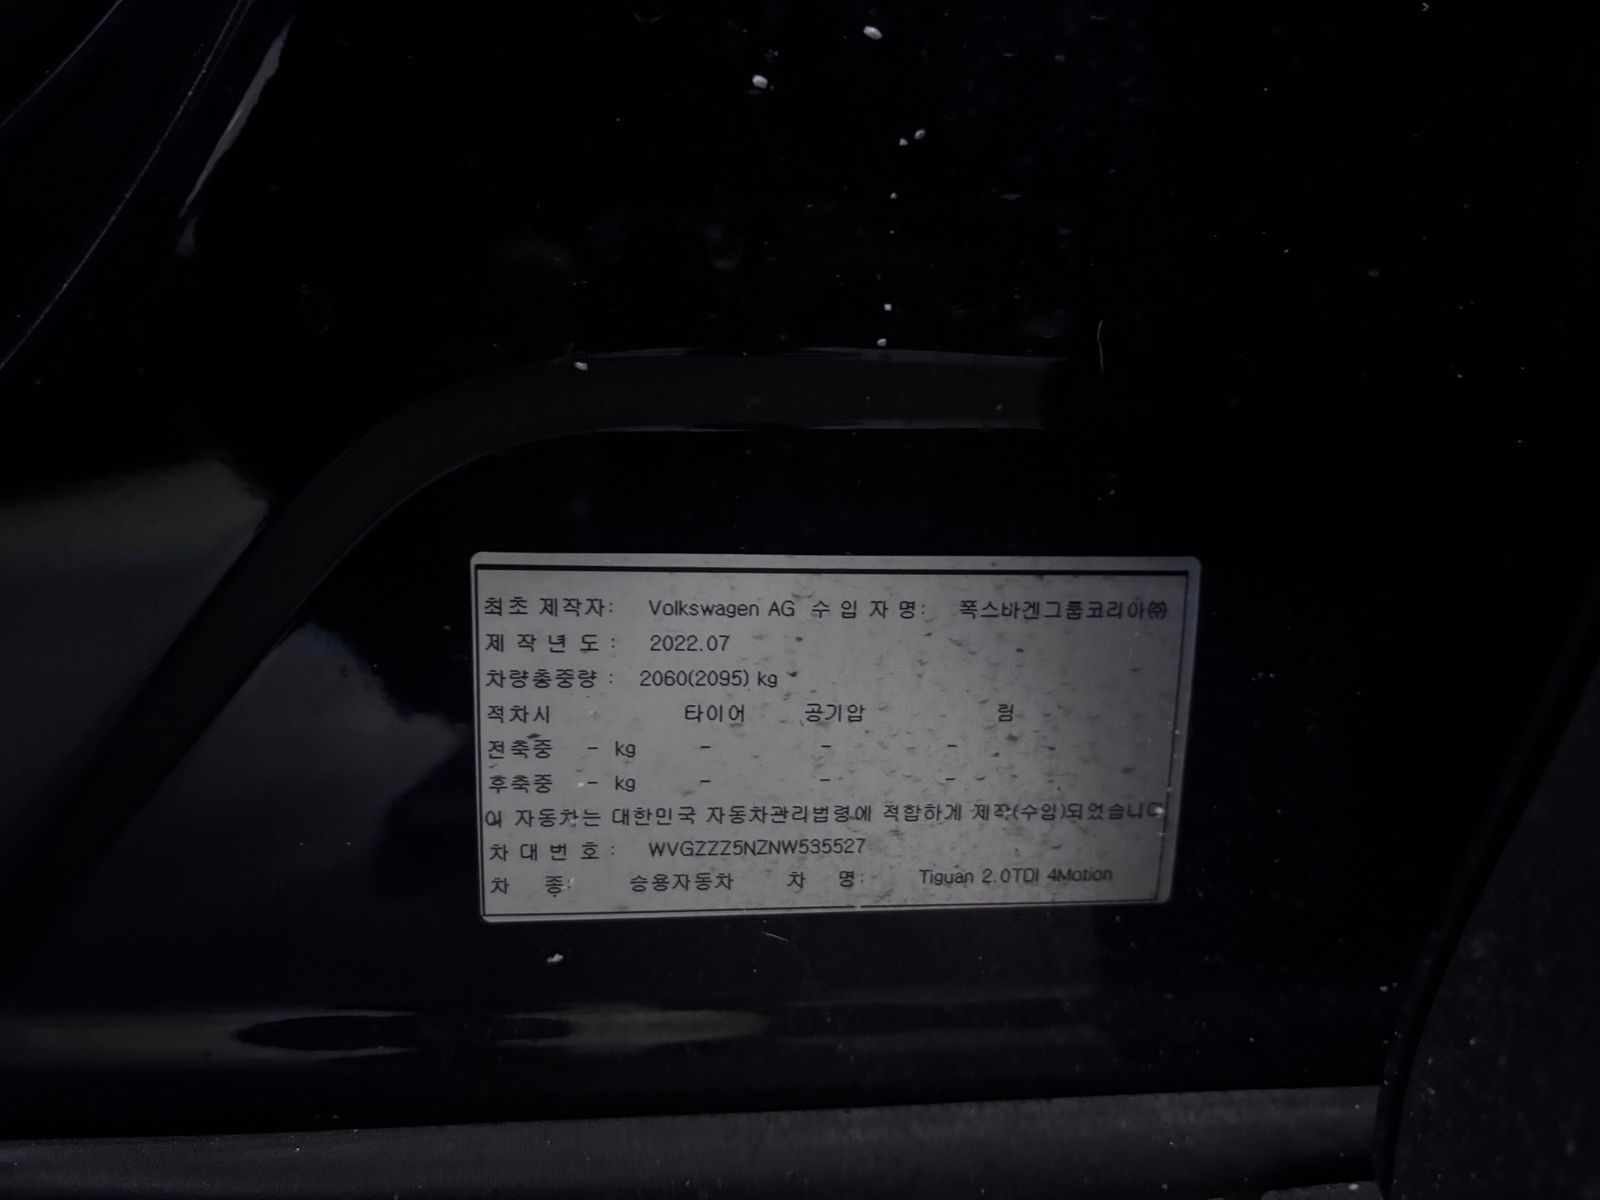 최초 제작자: Volkswagen AG 수 입 자 명: 폭스바겐그룹코리아㈜
제 작 년 도 : 2022.07
차량총중량 : 2060(2095) kg
적차시 타이어 공기압 림
전축중 - kg - - -
후축중 - kg - - -
이 자동차는 대한민국 자동차관리법령에 적합하게 제작(수입)되었습니다
차 대 번 호 : WVGZZZ5NZNW535527
차 종: 승용자동차 차 명: Tiguan 2.0TDI 4Motion